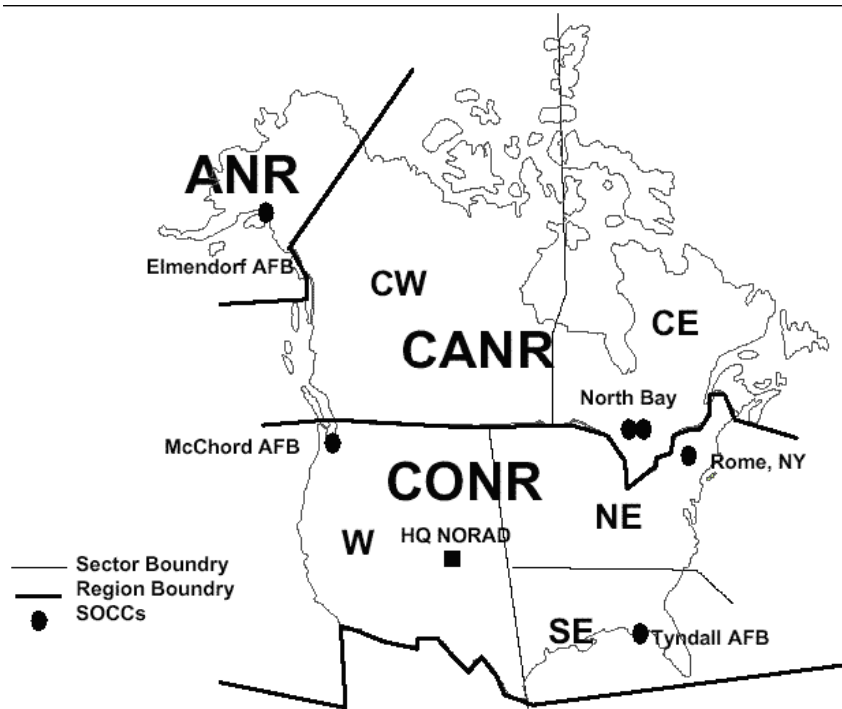 ANR
Elmendorf AFB
CW
CE
CANR
North Bay
McChord AFB
Rome, NY
CONR
NE
W
HQ NORAD
Sector Boundry
Region Boundry
SOCCs
SE
Tyndall AFB